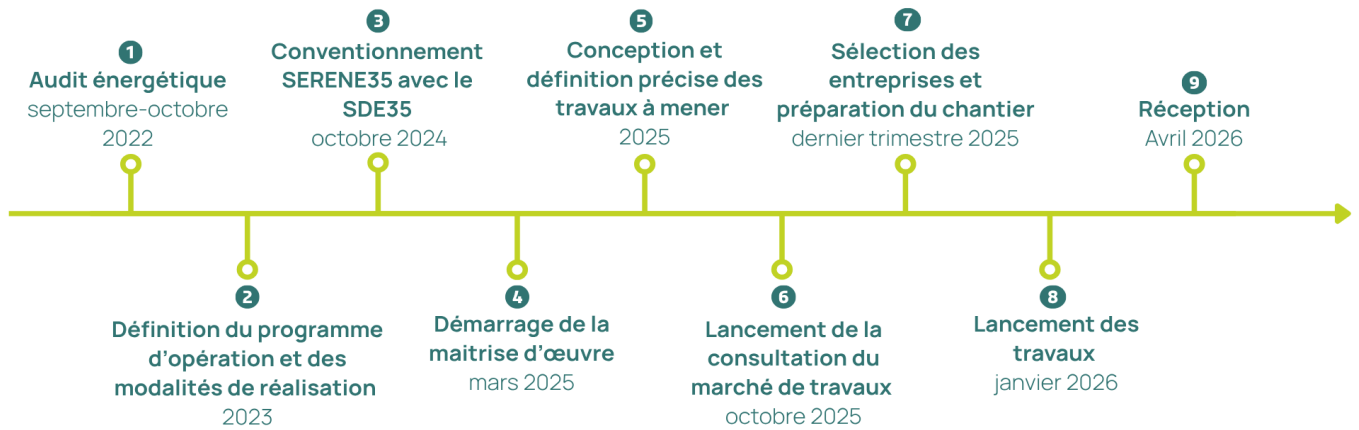 1
Audit énergétique
septembre-octobre
2022
2
Définition du programme
d'opération et des
modalités de réalisation
2023
3
Conventionnement
SERENE35 avec le
SDE35
octobre 2024
4
Démarrage de la
maitrise d'œuvre
mars 2025
5
Conception et
définition précise des
travaux à mener
2025
6
Lancement de la
consultation du
marché de travaux
octobre 2025
7
Sélection des
entreprises et
préparation du chantier
dernier trimestre 2025
8
Lancement des
travaux
janvier 2026
9
Réception
Avril 2026